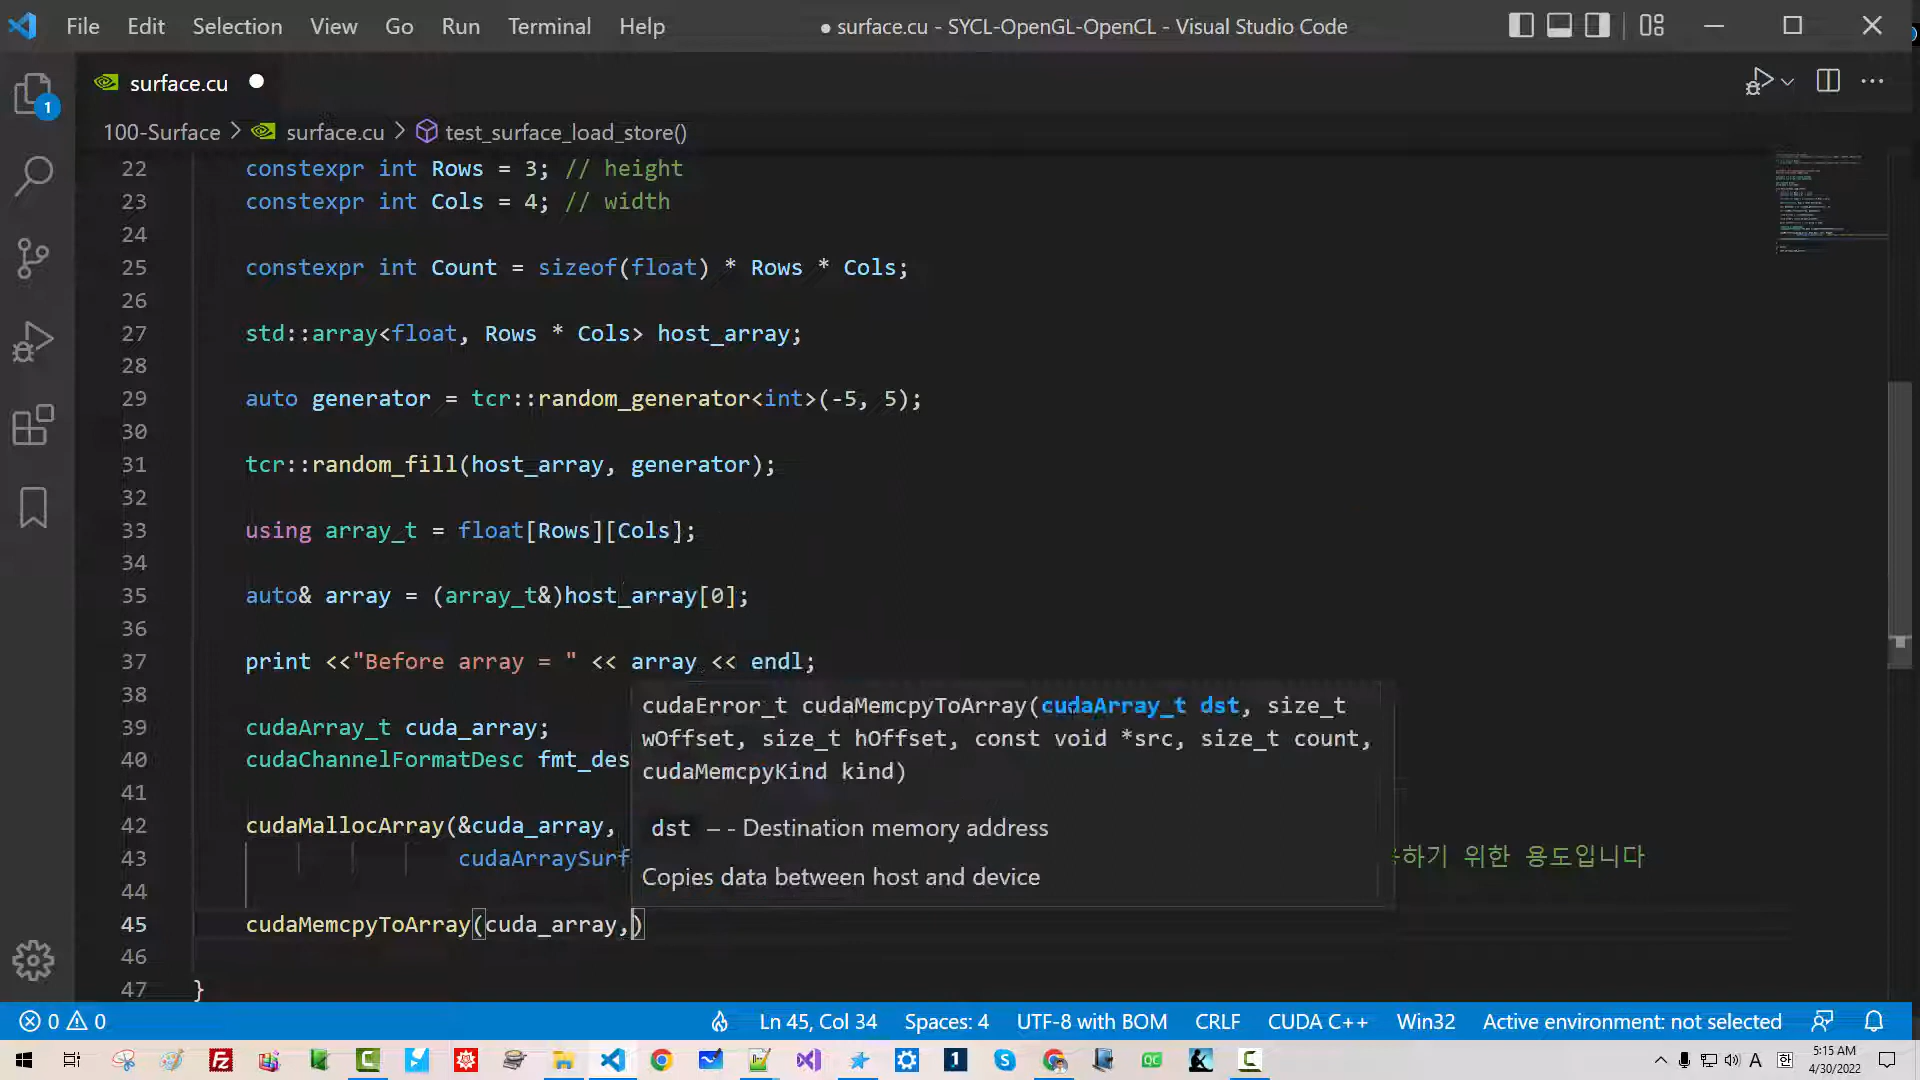 File Edit Selection View Go Run Terminal Help ● surface.cu - SYCL-OpenGL-OpenCL - Visual Studio Code
surface.cu
100-Surface > surface.cu > test_surface_load_store()
22 constexpr int Rows = 3; // height
23 constexpr int Cols = 4; // width
24
25 constexpr int Count = sizeof(float) * Rows * Cols;
26
27 std::array<float, Rows * Cols> host_array;
28
29 auto generator = tcr::random_generator<int>(-5, 5);
30
31 tcr::random_fill(host_array, generator);
32
33 using array_t = float[Rows][Cols];
34
35 auto& array = (array_t&)host_array[0];
36
37 print <<"Before array = " << array << endl;
38
39 cudaArray_t cuda_array;
40 cudaChannelFormatDesc fmt_des
41
42 cudaMallocArray(&cuda_array,
43 cudaArraySurf 하기 위한 용도입니다
44
45 cudaMemcpyToArray(cuda_array,)
46
47 }
cudaError_t cudaMemcpyToArray(cudaArray_t dst, size_t
wOffset, size_t hOffset, const void *src, size_t count,
cudaMemcpyKind kind)
dst —- Destination memory address
Copies data between host and device
1
0 0 Ln 45, Col 34 Spaces: 4 UTF-8 with BOM CRLF CUDA C++ Win32 Active environment: not selected
A 한 5:15 AM
4/30/2022